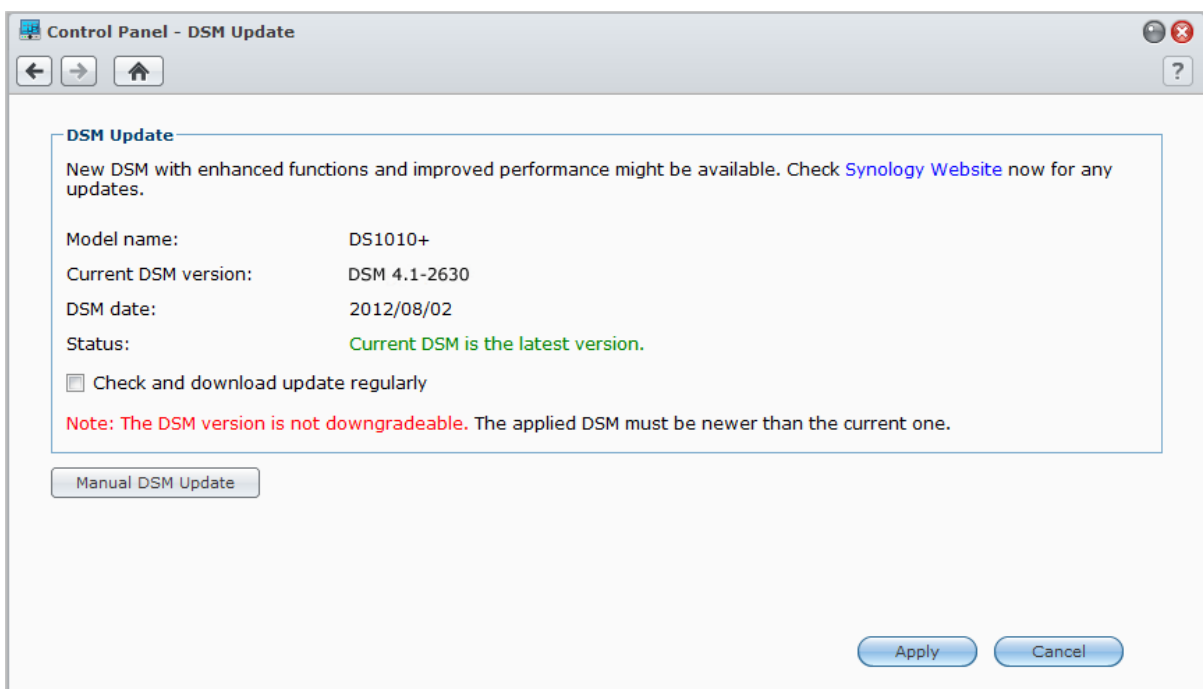 Control Panel - DSM Update
?
DSM Update
New DSM with enhanced functions and improved performance might be available. Check Synology Website now for any
updates.
Model name: DS1010+
Current DSM version: DSM 4.1-2630
DSM date: 2012/08/02
Status: Current DSM is the latest version.
Check and download update regularly
Note: The DSM version is not downgradeable. The applied DSM must be newer than the current one.
Manual DSM Update
Apply Cancel